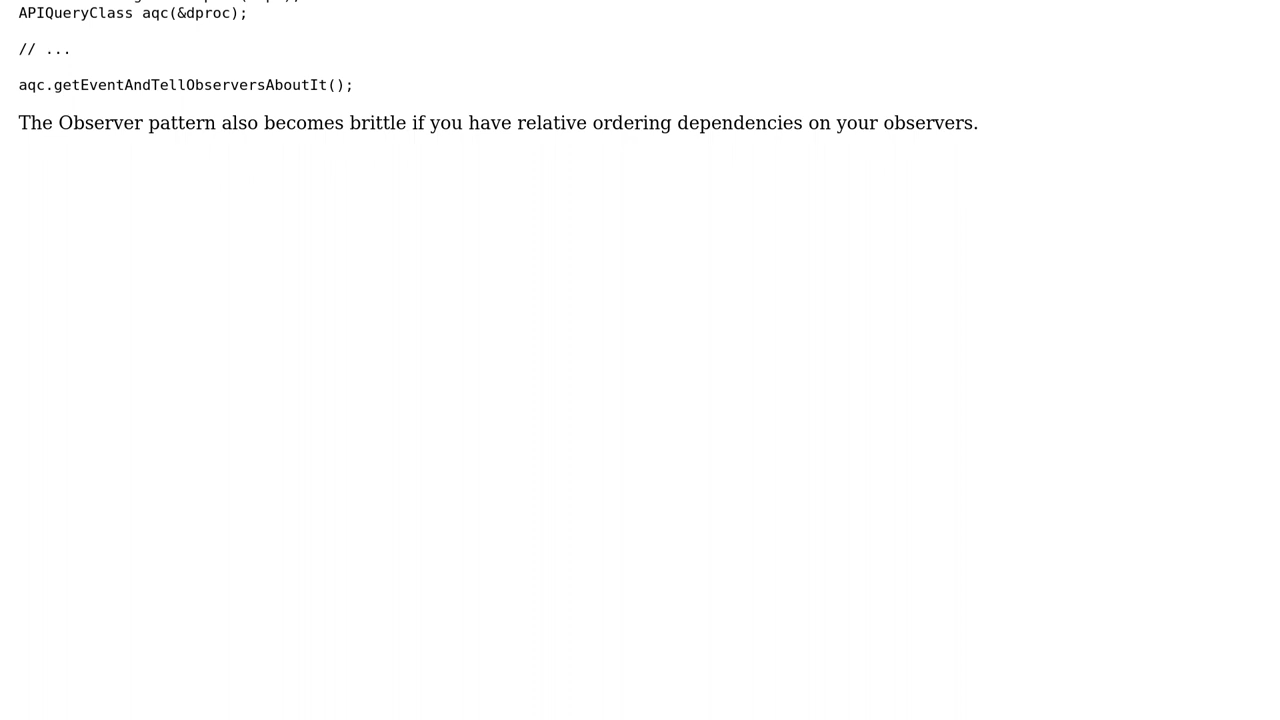 APIQueryClass aqc(&dproc);
// ...
aqc.getEventAndTellObserversAboutIt();
The Observer pattern also becomes brittle if you have relative ordering dependencies on your observers.